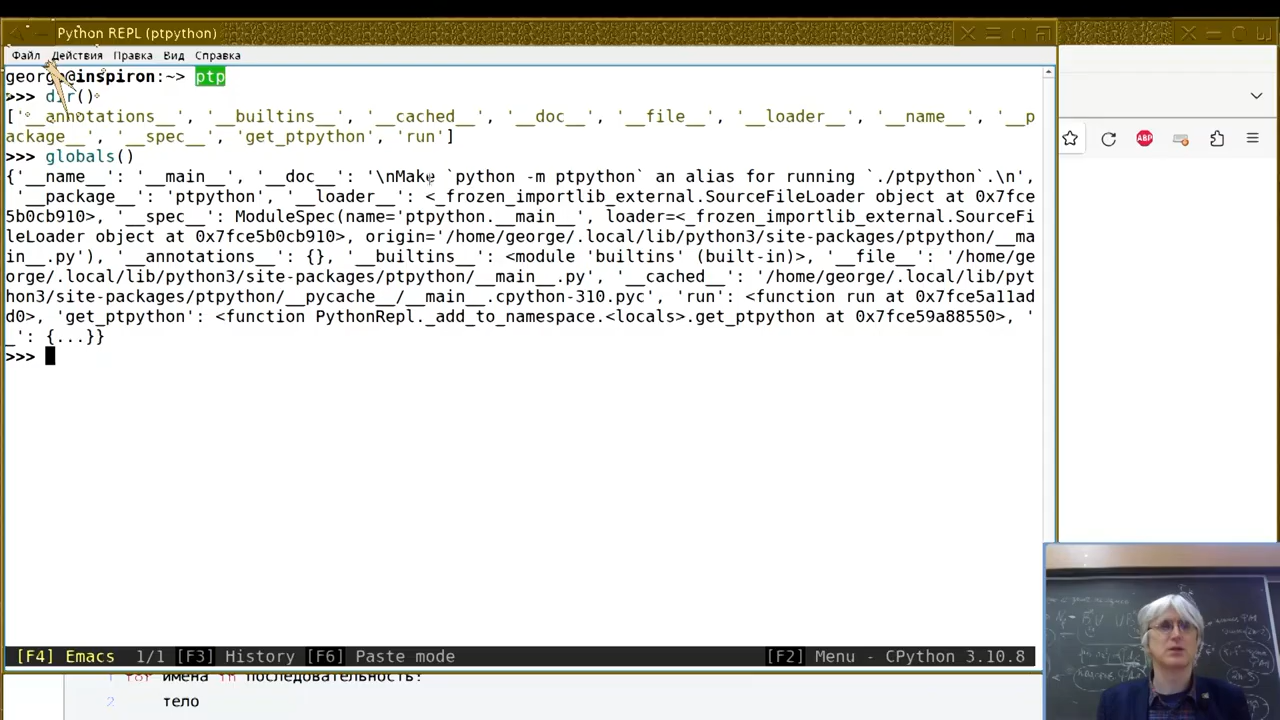 Python REPL (ptpython)
Файл Действия Правка Вид Справка
george@inspiron:~> ptp
>>> dir()
['__annotations__', '__builtins__', '__cached__', '__doc__', '__file__', '__loader__', '__name__', '__p
ackage__', '__spec__', 'get_ptpython', 'run']
>>> globals()
{'__name__': '__main__', '__doc__': '\nMake `python -m ptpython` an alias for running `./ptpython`.\n',
'__package__': 'ptpython', '__loader__': <_frozen_importlib_external.SourceFileLoader object at 0x7fce
5b0cb910>, '__spec__': ModuleSpec(name='ptpython.__main__', loader=<_frozen_importlib_external.SourceFi
leLoader object at 0x7fce5b0cb910>, origin='/home/george/.local/lib/python3/site-packages/ptpython/__ma
in__.py'), '__annotations__': {}, '__builtins__': <module 'builtins' (built-in)>, '__file__': '/home/ge
orge/.local/lib/python3/site-packages/ptpython/__main__.py', '__cached__': '/home/george/.local/lib/pyt
hon3/site-packages/ptpython/__pycache__/__main__.cpython-310.pyc', 'run': <function run at 0x7fce5a11ad
d0>, 'get_ptpython': <function PythonRepl._add_to_namespace.<locals>.get_ptpython at 0x7fce59a88550>, '
_': {...}}
>>>
[F4] Emacs 1/1 [F3] History [F6] Paste mode [F2] Menu - CPython 3.10.8
ABP
1 for имена in последовательность:
2 тело